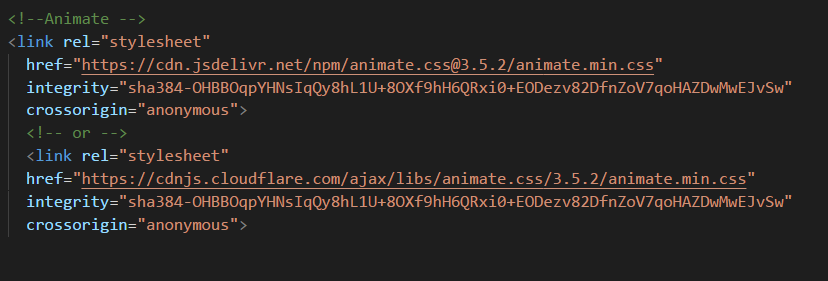 <!--Animate -->
<link rel="stylesheet"
href="https://cdn.jsdelivr.net/npm/animate.css@3.5.2/animate.min.css"
integrity="sha384-OHBBOqpYHNsIqQy8hL1U+8OXf9hH6QRxi0+EODezv82DfnZoV7qoHAZDwMwEJvSw"
crossorigin="anonymous">
<!-- or -->
<link rel="stylesheet"
href="https://cdnjs.cloudflare.com/ajax/libs/animate.css/3.5.2/animate.min.css"
integrity="sha384-OHBBOqpYHNsIqQy8hL1U+8OXf9hH6QRxi0+EODezv82DfnZoV7qoHAZDwMwEJvSw"
crossorigin="anonymous">